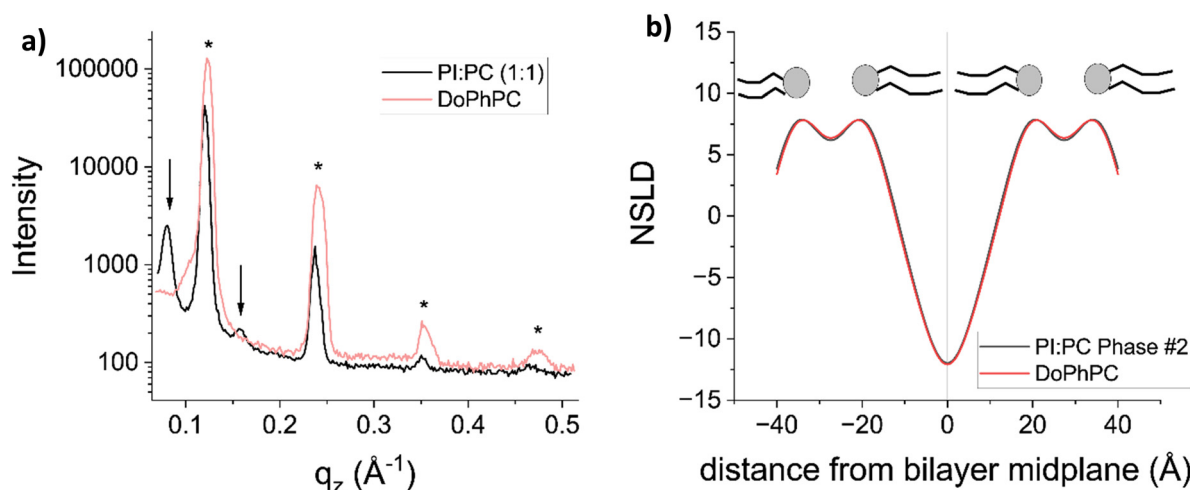 a)
*
PI:PC (1:1)
DoPhPC
*
*
*
100000
10000
1000
100
Intensity
0.1 0.2 0.3 0.4 0.5
q_z (Å⁻¹)
b)
15
10
5
0
−5
−10
−15
NSLD
PI:PC Phase #2
DoPhPC
−40 −20 0 20 40
distance from bilayer midplane (Å)